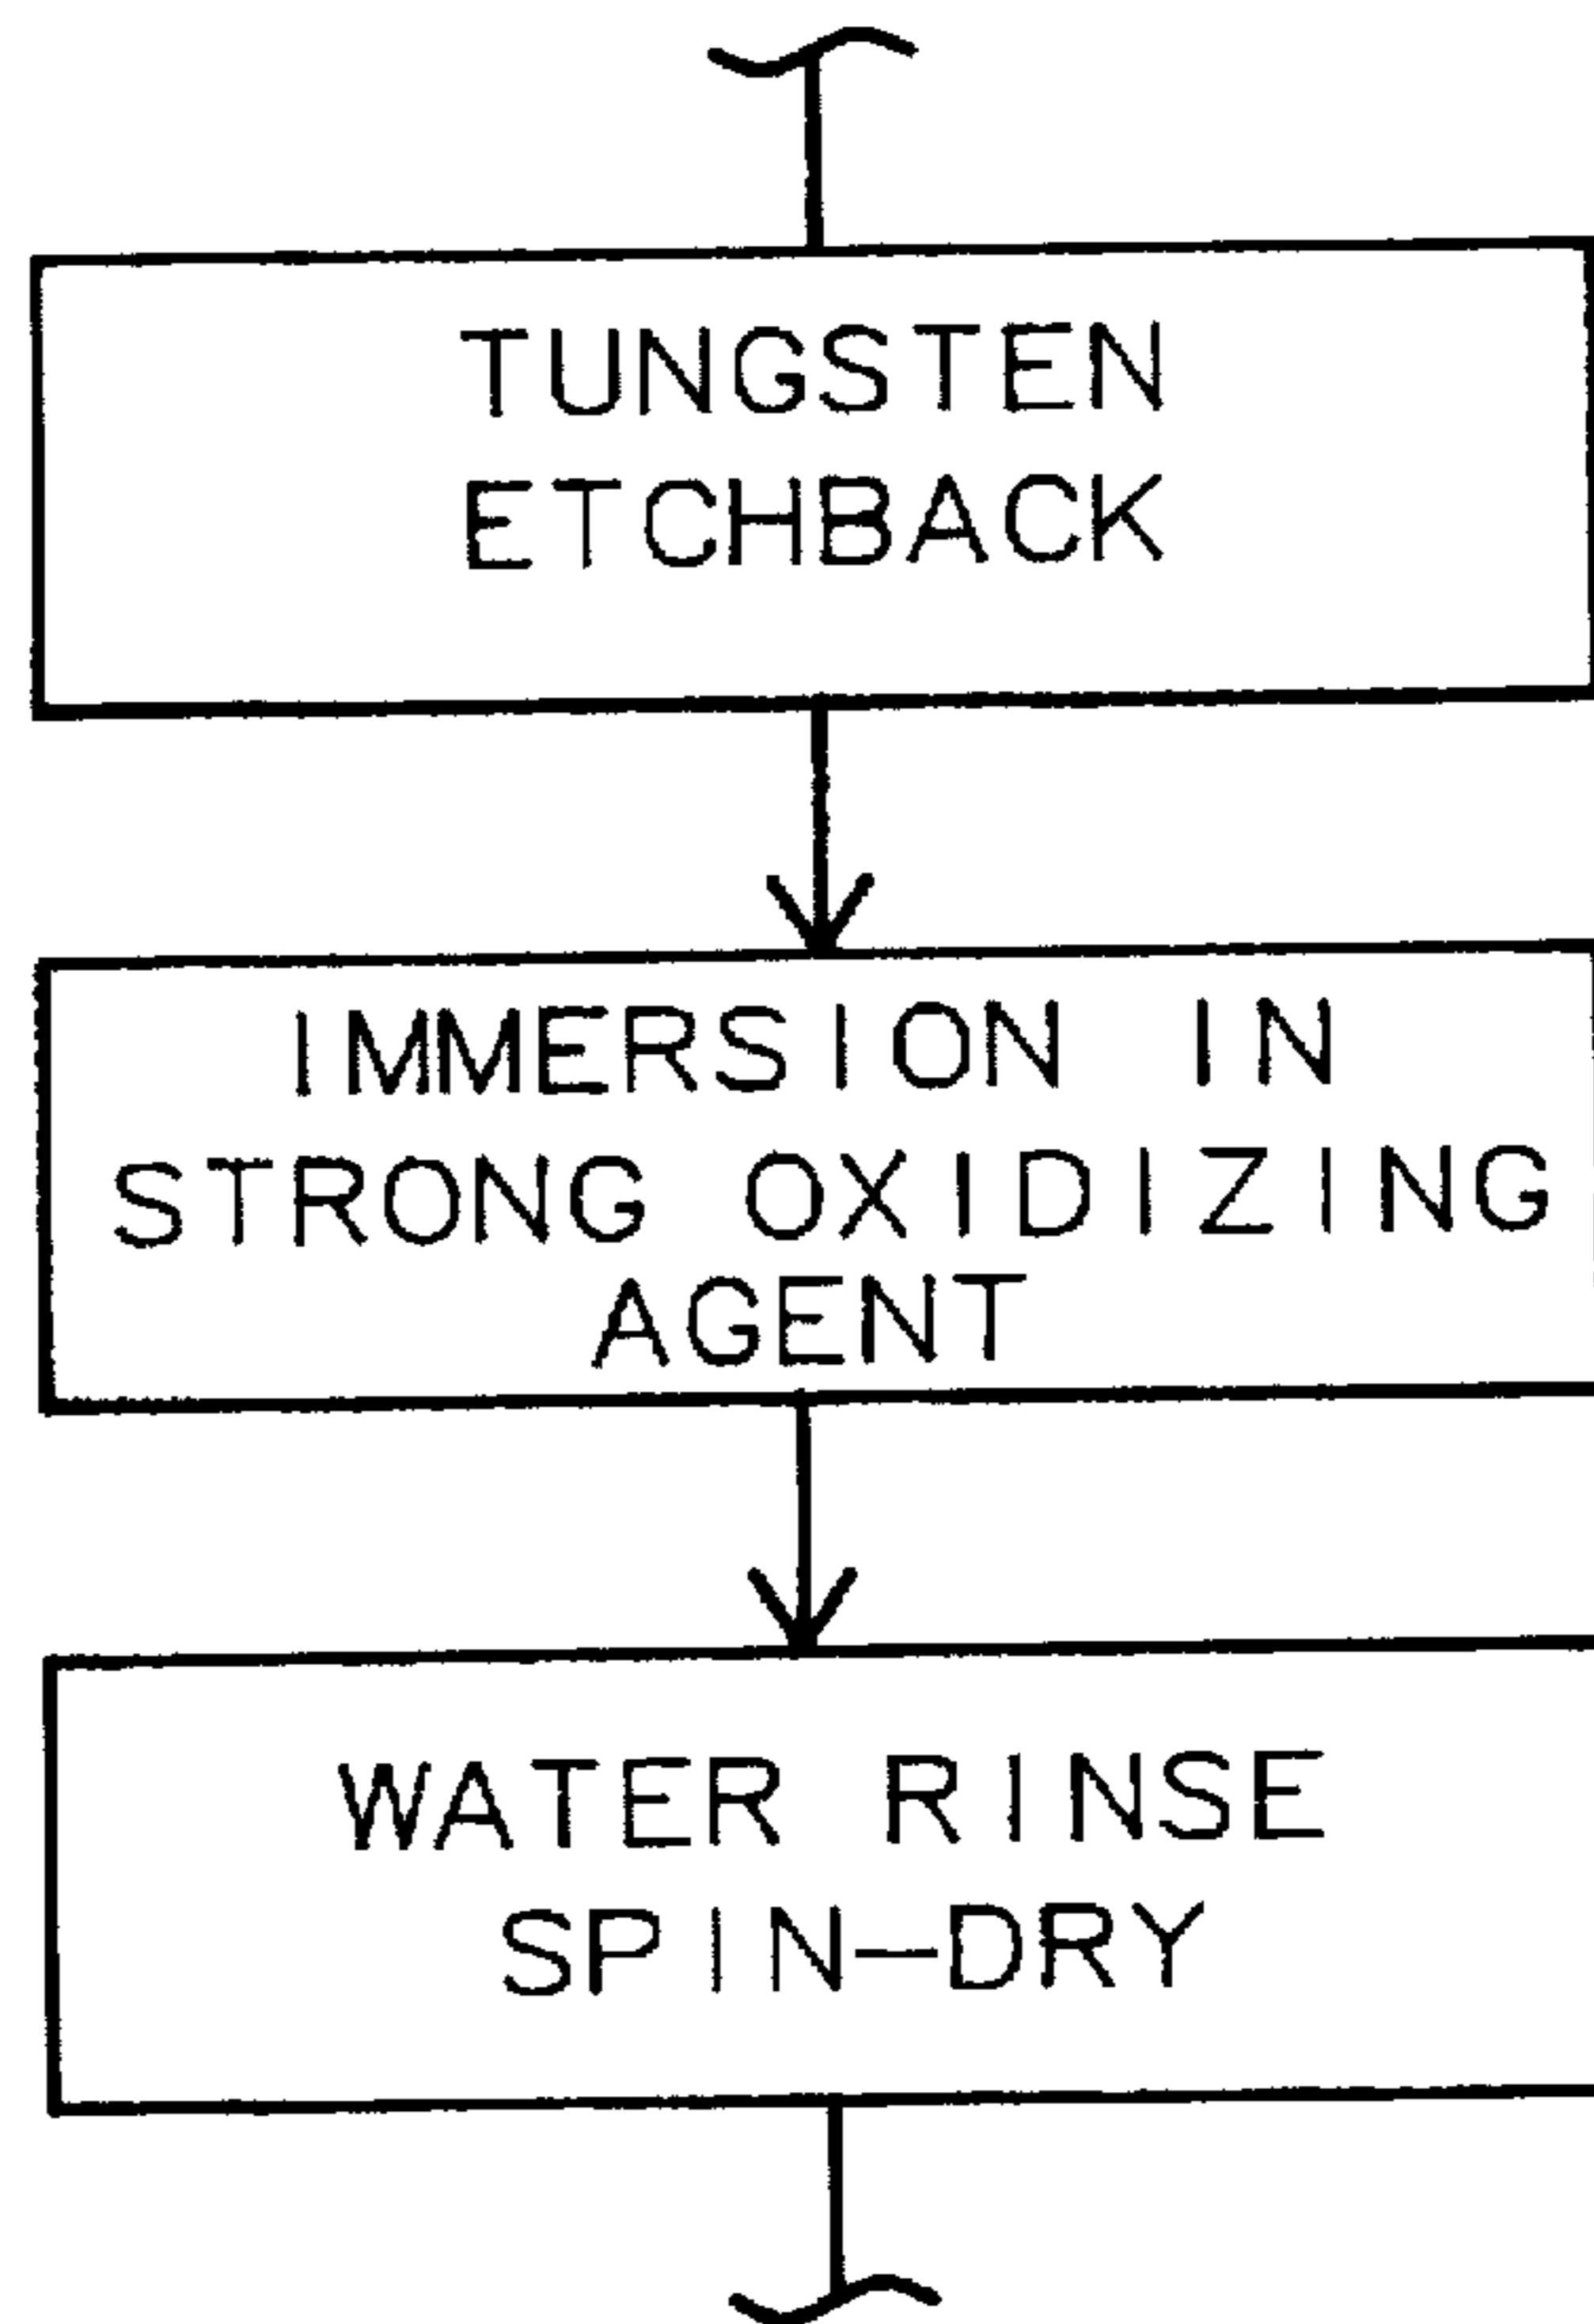 TUNGSTEN
ETCHBACK
IMMERSION IN
STRONG OXIDIZING
AGENT
WATER RINSE
SPIN-DRY